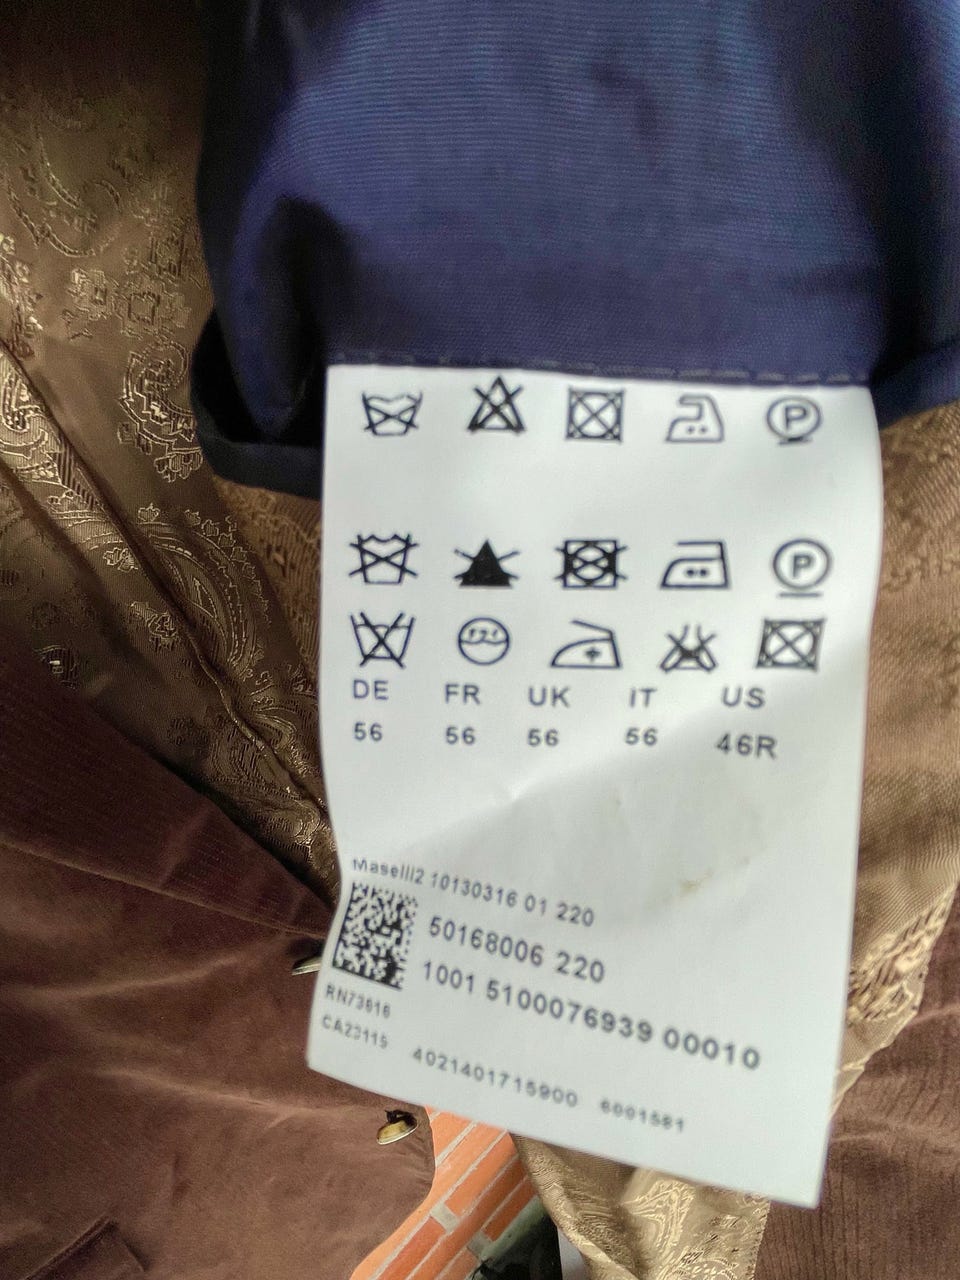 P
P
DE FR UK IT US
56 56 56 56 46R
Maselli2 10130316 01 220
50168006 220
1001 5100076939 00010
RN73616
CA23115
4021401715900 6001581